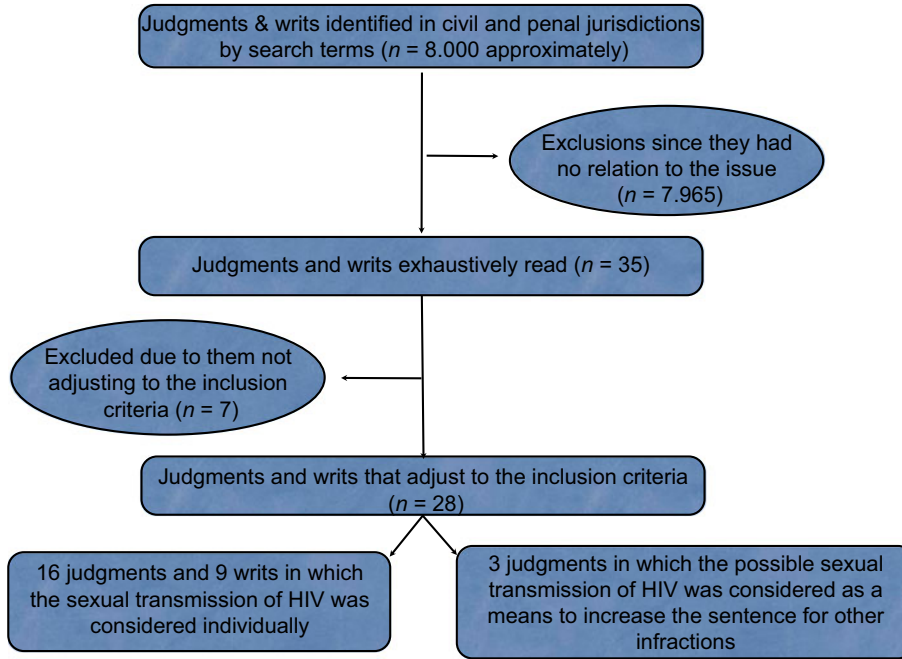 Judgments & writs identified in civil and penal jurisdictions
by search terms (n = 8.000 approximately)
Exclusions since they had
no relation to the issue
(n = 7.965)
Judgments and writs exhaustively read (n = 35)
Excluded due to them not
adjusting to the inclusion
criteria (n = 7)
Judgments and writs that adjust to the inclusion criteria
(n = 28)
16 judgments and 9 writs in which
the sexual transmission of HIV was
considered individually
3 judgments in which the possible sexual
transmission of HIV was considered as a
means to increase the sentence for other
infractions